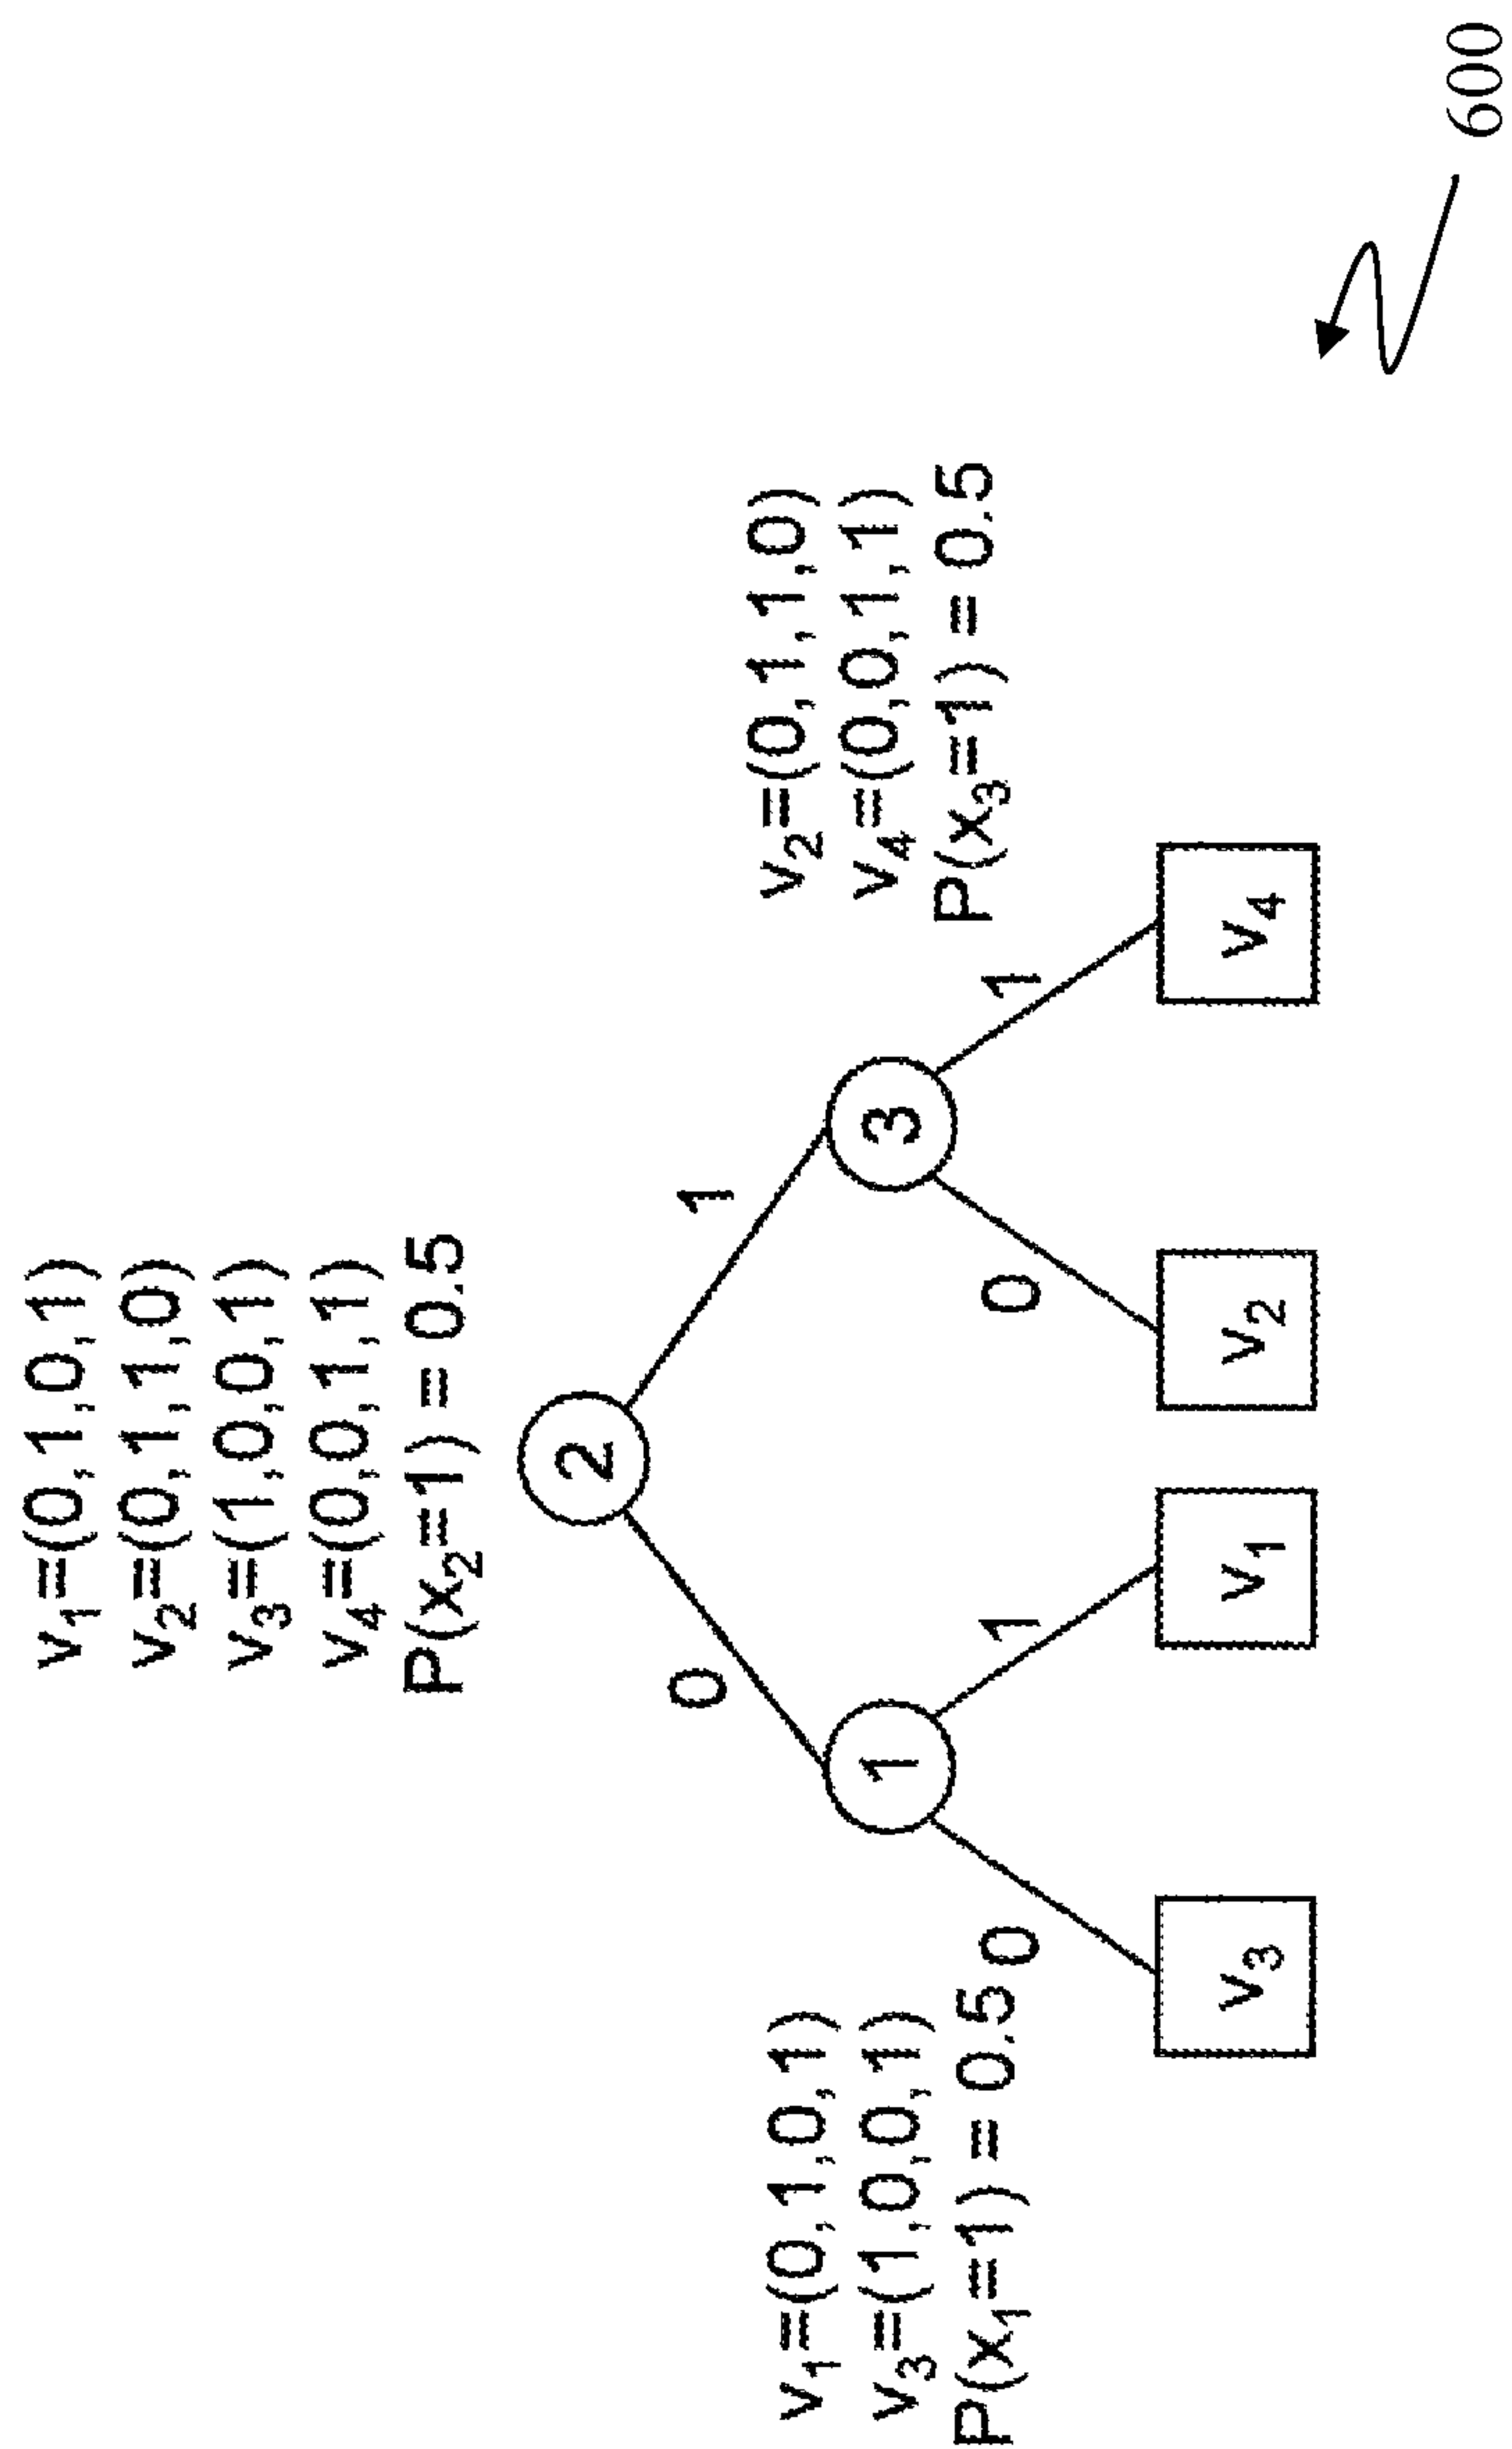 v₁=(0,1,0,1)
v₂=(0,1,1,0)
v₃=(1,0,0,1)
v₄=(0,0,1,1)
P(x₂=1) = 0.5
2
0
1
v₁=(0,1,0,1)
v₃=(1,0,0,1)
P(x₁=1) = 0.5
v₂=(0,1,1,0)
v₄=(0,0,1,1)
P(x₃=1) = 0.5
1
3
0
1
0
1
v₃
v₁
v₂
v₄
600